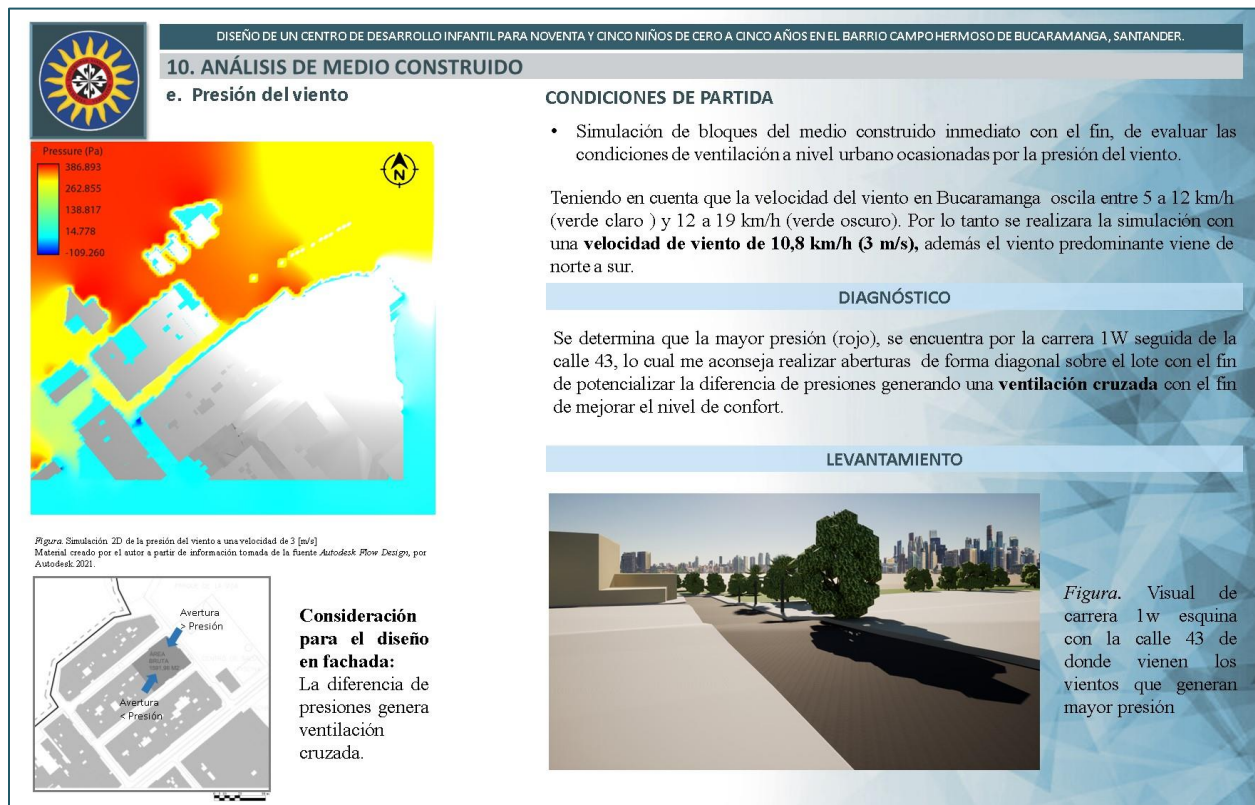 DISEÑO DE UN CENTRO DE DESARROLLO INFANTIL PARA NOVENTA Y CINCO NIÑOS DE CERO A CINCO AÑOS EN EL BARRIO CAMPO HERMOSO DE BUCARAMANGA, SANTANDER.
10. ANÁLISIS DE MEDIO CONSTRUIDO
e. Presión del viento
Pressure (Pa)
386.893
262.855
138.817
14.778
-109.260
N
Figura. Simulación 2D de la presión del viento a una velocidad de 3 [m/s]
Material creado por el autor a partir de información tomada de la fuente Autodesk Flow Design, por
Autodesk. 2021.
Avertura
> Presión
AREA
BRUTA
Avertura
< Presión
Consideración
para el diseño
en fachada:
La diferencia de
presiones genera
ventilación
cruzada.
CONDICIONES DE PARTIDA
• Simulación de bloques del medio construido inmediato con el fin, de evaluar las
condiciones de ventilación a nivel urbano ocasionadas por la presión del viento.
Teniendo en cuenta que la velocidad del viento en Bucaramanga oscila entre 5 a 12 km/h
(verde claro ) y 12 a 19 km/h (verde oscuro). Por lo tanto se realizara la simulación con
una velocidad de viento de 10,8 km/h (3 m/s), además el viento predominante viene de
norte a sur.
DIAGNÓSTICO
Se determina que la mayor presión (rojo), se encuentra por la carrera 1W seguida de la
calle 43, lo cual me aconseja realizar aberturas de forma diagonal sobre el lote con el fin
de potencializar la diferencia de presiones generando una ventilación cruzada con el fin
de mejorar el nivel de confort.
LEVANTAMIENTO
Figura. Visual de
carrera 1w esquina
con la calle 43 de
donde vienen los
vientos que generan
mayor presión